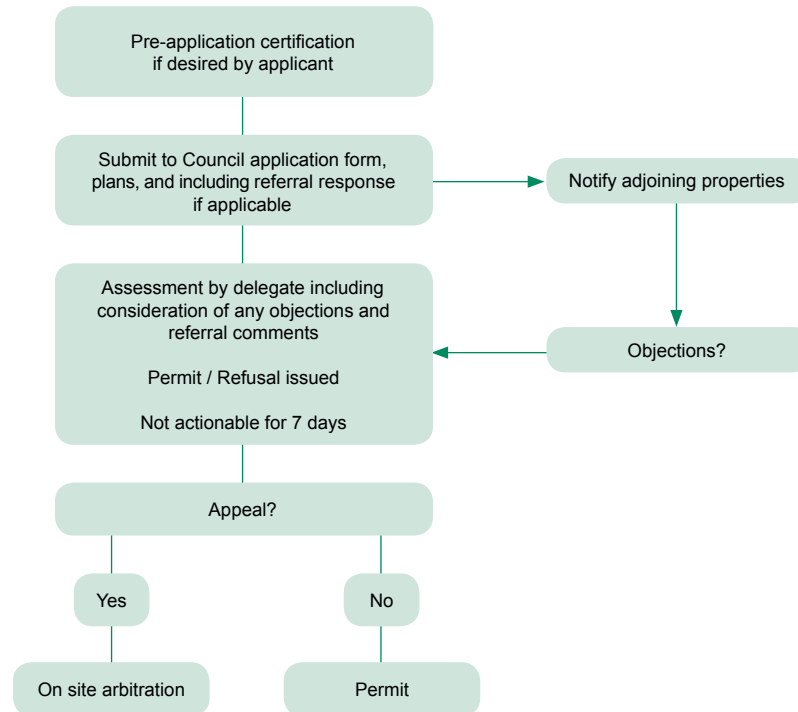 Pre-application certification
if desired by applicant
Submit to Council application form,
plans, and including referral response
if applicable
Notify adjoining properties
Assessment by delegate including
consideration of any objections and
referral comments
Permit / Refusal issued
Not actionable for 7 days
Objections?
Appeal?
Yes
No
On site arbitration
Permit